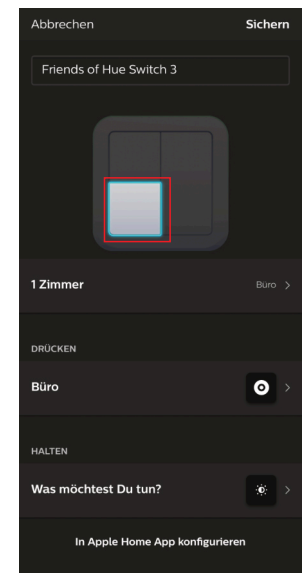 Abbrechen Sichern
Friends of Hue Switch 3
1 Zimmer Büro
DRÜCKEN
Büro
HALTEN
Was möchtest Du tun?
In Apple Home App konfigurieren